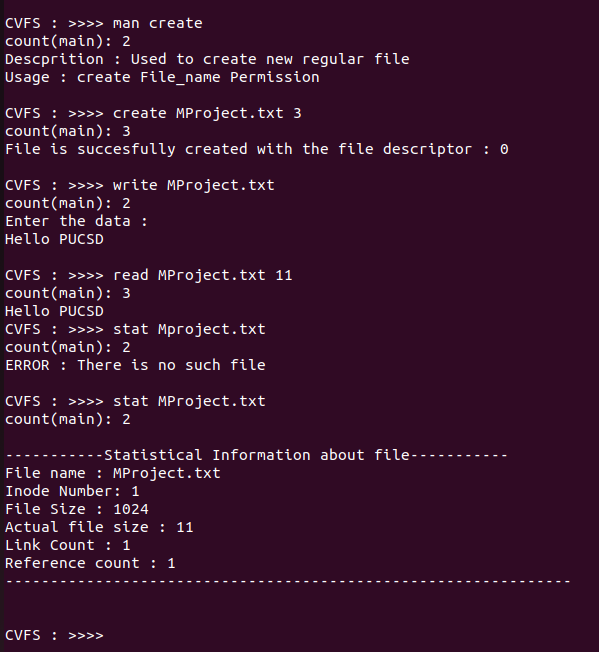 CVFS : >>>> man create
count(main): 2
Descprition : Used to create new regular file
Usage : create File_name Permission
CVFS : >>>> create MProject.txt 3
count(main): 3
File is succesfully created with the file descriptor : 0
CVFS : >>>> write MProject.txt
count(main): 2
Enter the data :
Hello PUCSD
CVFS : >>>> read MProject.txt 11
count(main): 3
Hello PUCSD
CVFS : >>>> stat Mproject.txt
count(main): 2
ERROR : There is no such file
CVFS : >>>> stat MProject.txt
count(main): 2
-----------Statistical Information about file-----------
File name : MProject.txt
Inode Number: 1
File Size : 1024
Actual file size : 11
Link Count : 1
Reference count : 1
---------------------------------------------------------------
CVFS : >>>>